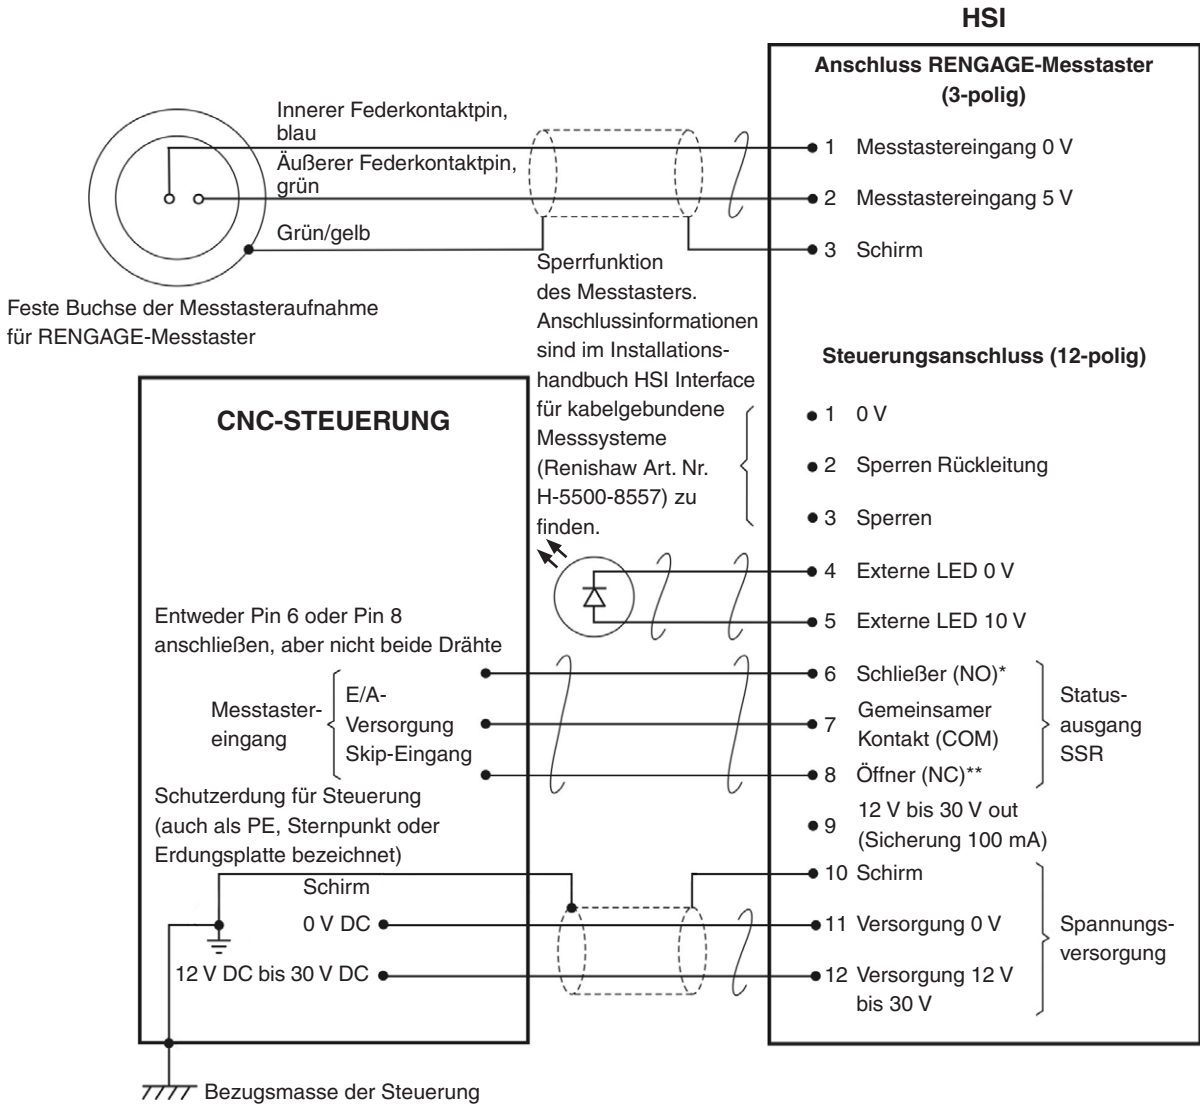 HSI
Anschluss RENGAGE-Messtaster
(3-polig)
Innerer Federkontaktpin,
blau
Äußerer Federkontaktpin,
grün
Grün/gelb
1 Messtastereingang 0 V
2 Messtastereingang 5 V
3 Schirm
Feste Buchse der Messtasteraufnahme
für RENGAGE-Messtaster
Sperrfunktion
des Messtasters.
Anschlussinformationen
sind im Installations-
handbuch HSI Interface
für kabelgebundene
Messsysteme
(Renishaw Art. Nr.
H-5500-8557) zu
finden.
Steuerungsanschluss (12-polig)
1 0 V
2 Sperren Rückleitung
3 Sperren
4 Externe LED 0 V
5 Externe LED 10 V
6 Schließer (NO)*
7 Gemeinsamer
Kontakt (COM)
8 Öffner (NC)**
Status-
ausgang
SSR
9 12 V bis 30 V out
(Sicherung 100 mA)
10 Schirm
11 Versorgung 0 V
12 Versorgung 12 V
bis 30 V
Spannungs-
versorgung
CNC-STEUERUNG
Entweder Pin 6 oder Pin 8
anschließen, aber nicht beide Drähte
Messtaster-
eingang
E/A-
Versorgung
Skip-Eingang
Schutzerdung für Steuerung
(auch als PE, Sternpunkt oder
Erdungsplatte bezeichnet)
Schirm
0 V DC
12 V DC bis 30 V DC
Bezugsmasse der Steuerung